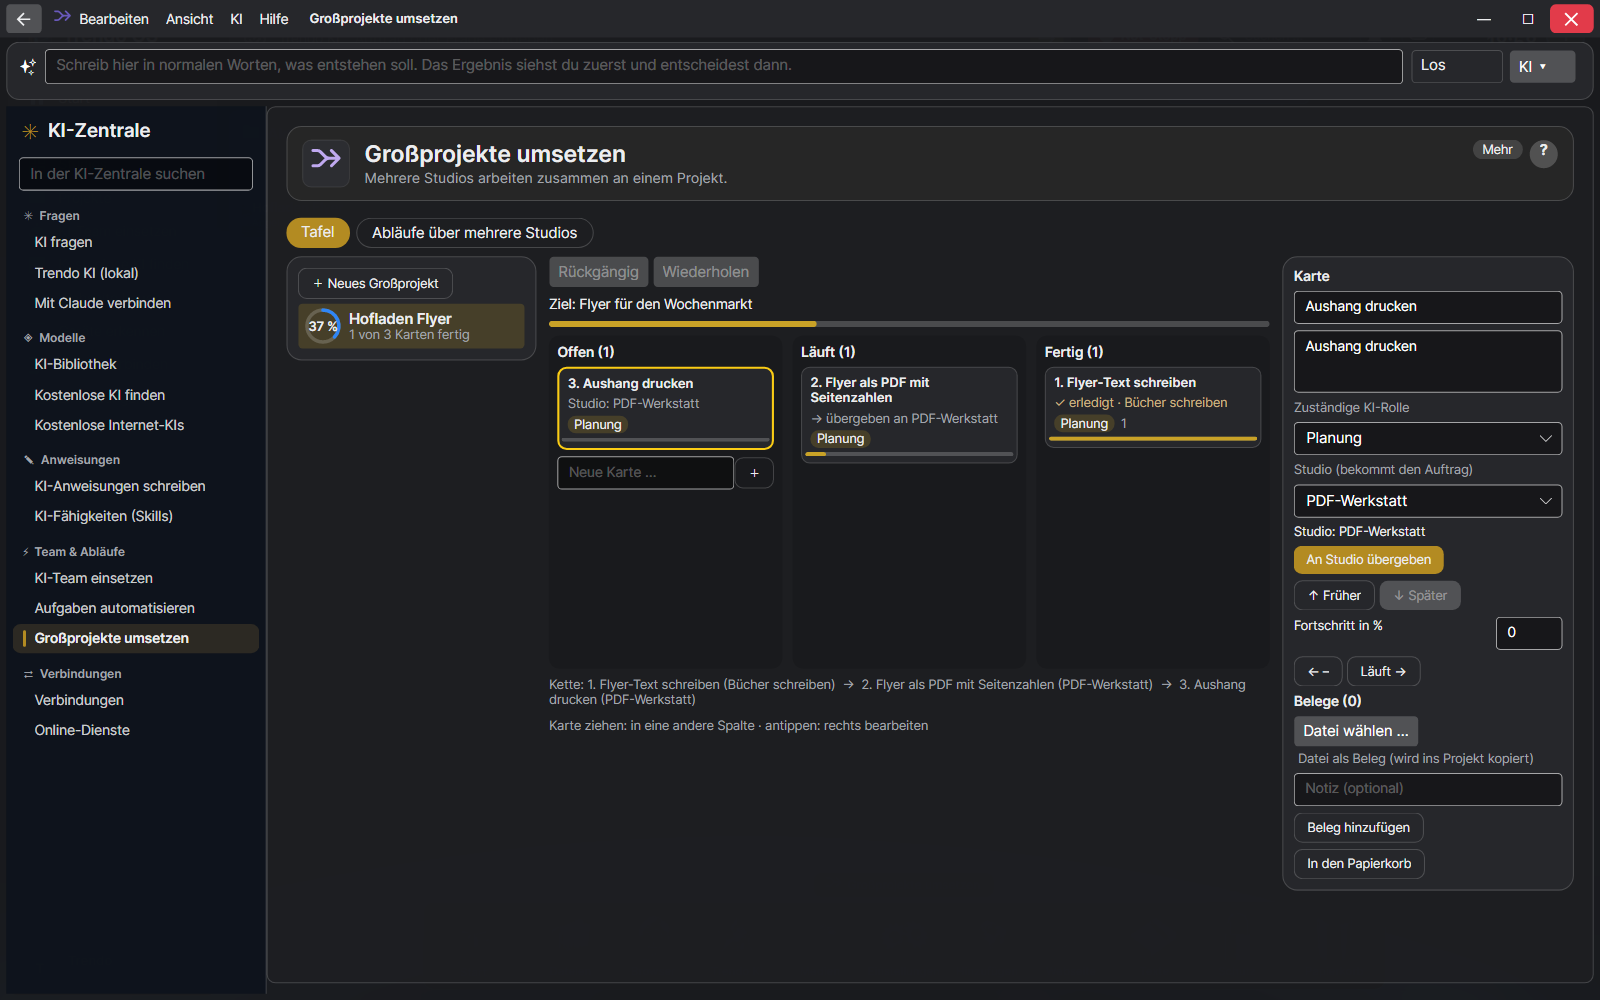 Bearbeiten Ansicht KI Hilfe Großprojekte umsetzen
Schreib hier in normalen Worten, was entstehen soll. Das Ergebnis siehst du zuerst und entscheidest dann.
Los
KI
KI-Zentrale
In der KI-Zentrale suchen
Fragen
KI fragen
Trendo KI (lokal)
Mit Claude verbinden
Modelle
KI-Bibliothek
Kostenlose KI finden
Kostenlose Internet-KIs
Anweisungen
KI-Anweisungen schreiben
KI-Fähigkeiten (Skills)
Team & Abläufe
KI-Team einsetzen
Aufgaben automatisieren
Großprojekte umsetzen
Verbindungen
Verbindungen
Online-Dienste
Großprojekte umsetzen
Mehrere Studios arbeiten zusammen an einem Projekt.
Mehr ?
Tafel
Abläufe über mehrere Studios
+ Neues Großprojekt
37 %
Hofladen Flyer
1 von 3 Karten fertig
Rückgängig
Wiederholen
Ziel: Flyer für den Wochenmarkt
Offen (1)
3. Aushang drucken
Studio: PDF-Werkstatt
Planung
Neue Karte ...
+
Läuft (1)
2. Flyer als PDF mit
Seitenzahlen
→ übergeben an PDF-Werkstatt
Planung
Fertig (1)
1. Flyer-Text schreiben
✓ erledigt · Bücher schreiben
Planung 1
Kette: 1. Flyer-Text schreiben (Bücher schreiben) → 2. Flyer als PDF mit Seitenzahlen (PDF-Werkstatt) → 3. Aushang
drucken (PDF-Werkstatt)
Karte ziehen: in eine andere Spalte · antippen: rechts bearbeiten
Karte
Aushang drucken
Aushang drucken
Zuständige KI-Rolle
Planung
Studio (bekommt den Auftrag)
PDF-Werkstatt
Studio: PDF-Werkstatt
An Studio übergeben
↑ Früher
↓ Später
Fortschritt in %
0
← –
Läuft →
Belege (0)
Datei wählen ...
Datei als Beleg (wird ins Projekt kopiert)
Notiz (optional)
Beleg hinzufügen
In den Papierkorb